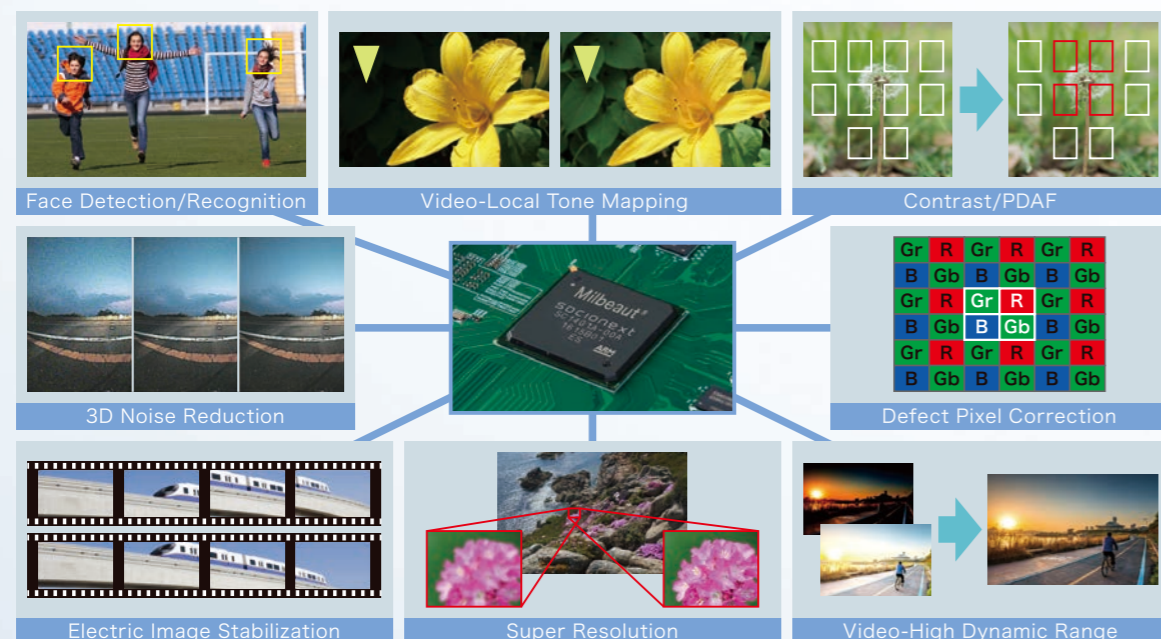 Face Detection/Recognition
Video-Local Tone Mapping
Contrast/PDAF
3D Noise Reduction
Milbeaut®
socionext
ES
ARM
Gr R Gr R Gr R
B Gb B Gb B Gb
Gr R Gr R Gr R
B Gb B Gb B Gb
Gr R Gr R Gr R
B Gb B Gb B Gb
Defect Pixel Correction
Electric Image Stabilization
Super Resolution
Video-High Dynamic Range